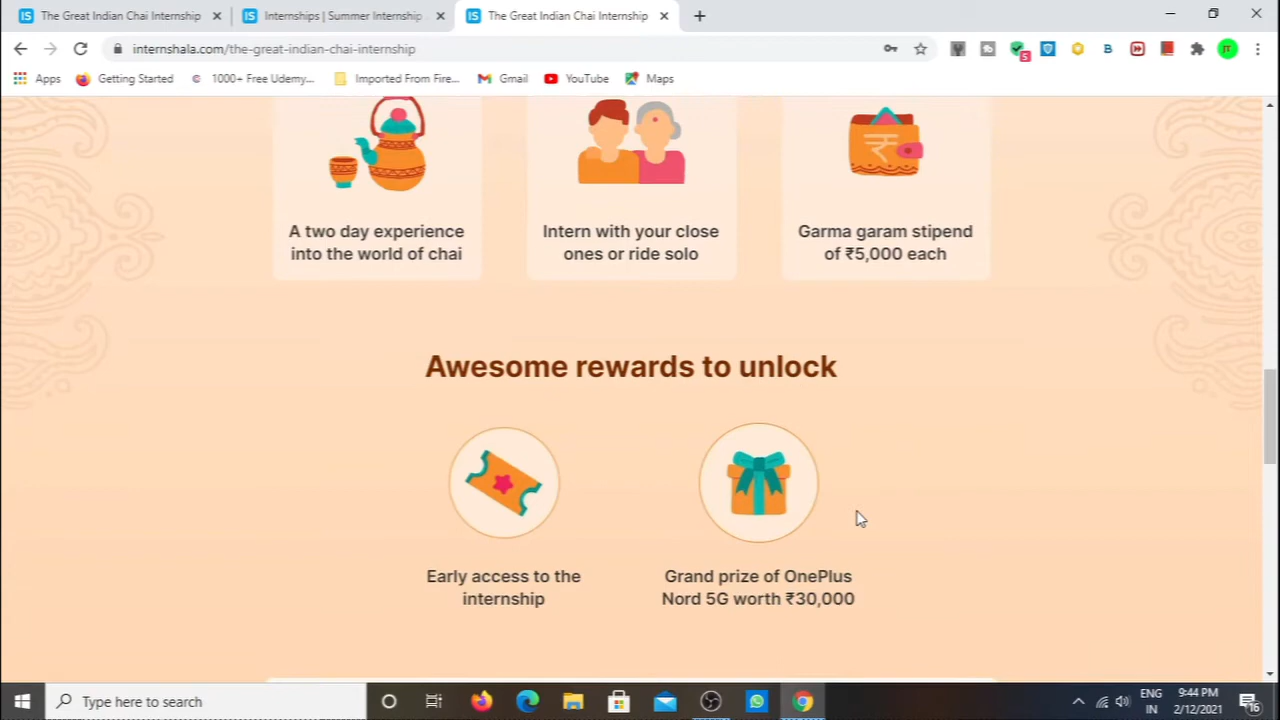 The Great Indian Chai Internship
Internships | Summer Internship
The Great Indian Chai Internship
internshala.com/the-great-indian-chai-internship
5
Apps
Getting Started
1000+ Free Udemy...
Imported From Fire...
Gmail
YouTube
Maps
A two day experience
into the world of chai
Intern with your close
ones or ride solo
₹
Garma garam stipend
of ₹5,000 each
Awesome rewards to unlock
Early access to the
internship
Grand prize of OnePlus
Nord 5G worth ₹30,000
Type here to search
ENG
IN
9:44 PM
2/12/2021
16